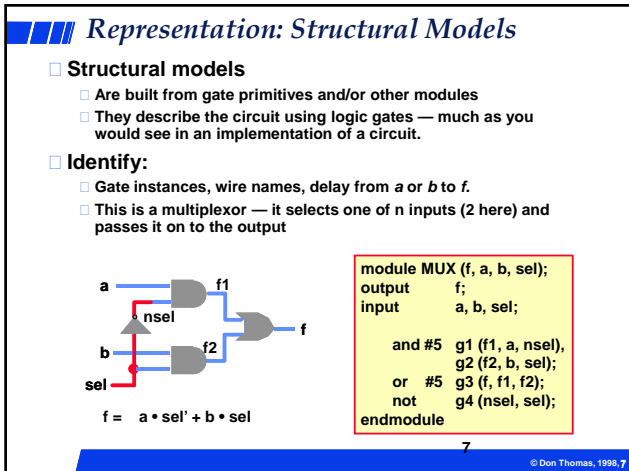 Representation: Structural Models
Structural models
Are built from gate primitives and/or other modules
They describe the circuit using logic gates — much as you
would see in an implementation of a circuit.
Identify:
Gate instances, wire names, delay from a or b to f.
This is a multiplexor — it selects one of n inputs (2 here) and
passes it on to the output
a
f1
nsel
f
b
f2
sel
f = a • sel’ + b • sel
module MUX (f, a, b, sel);
output f;
input a, b, sel;
and #5 g1 (f1, a, nsel),
g2 (f2, b, sel);
or #5 g3 (f, f1, f2);
not g4 (nsel, sel);
endmodule
7
© Don Thomas, 1998, 7